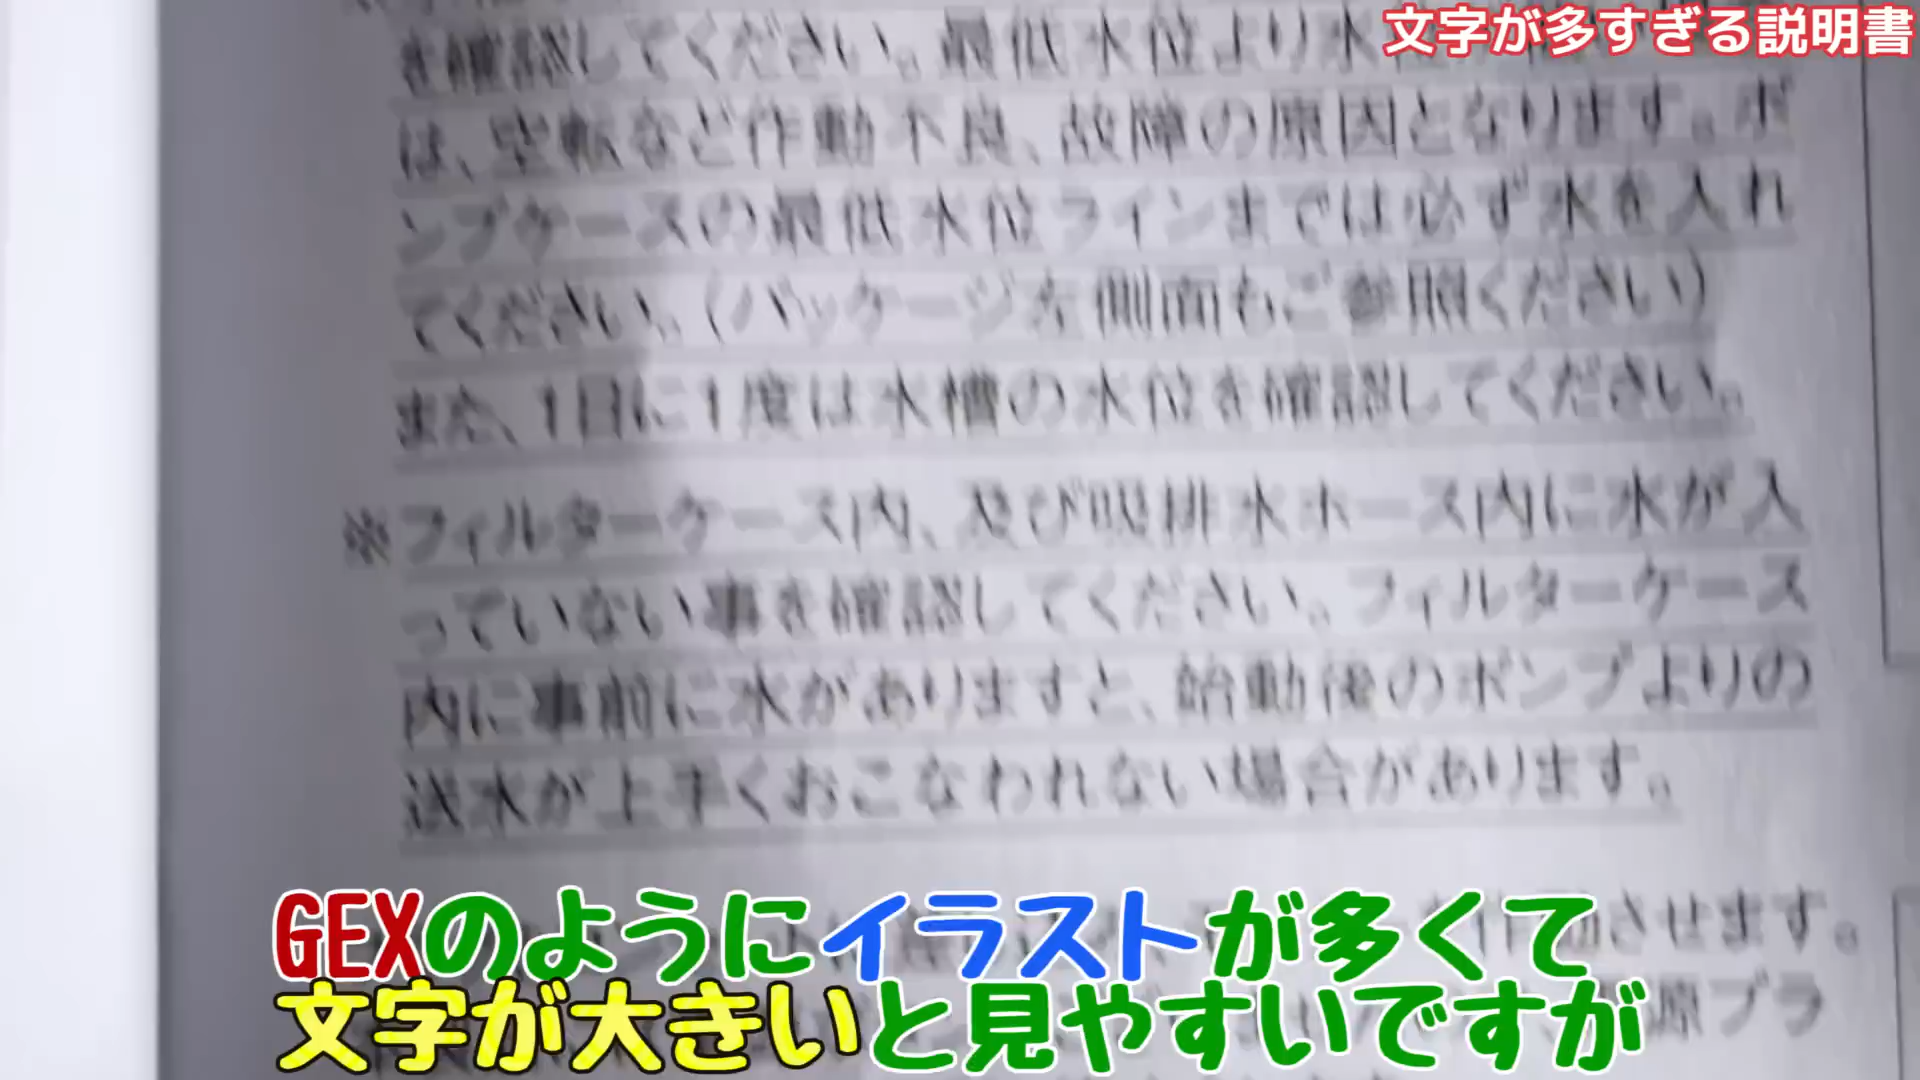 文字が多すぎる説明書
を確認してください。最低水位より水
は、空転など作動不良、故障の原因となります。ポ
ンプケースの最低水位ラインまでは必ず水を入れ
てください。(パッケージ左側面もご参照ください)
また、1日に1度は水槽の水位を確認してください。
※フィルターケース内、及び吸排水ホース内に水が入
っていない事を確認してください。フィルターケース
内に事前に水がありますと、始動後のポンプよりの
送水が上手くおこなわれない場合があります。
させます。
原プラ
GEXのようにイラストが多くて
文字が大きいと見やすいですが